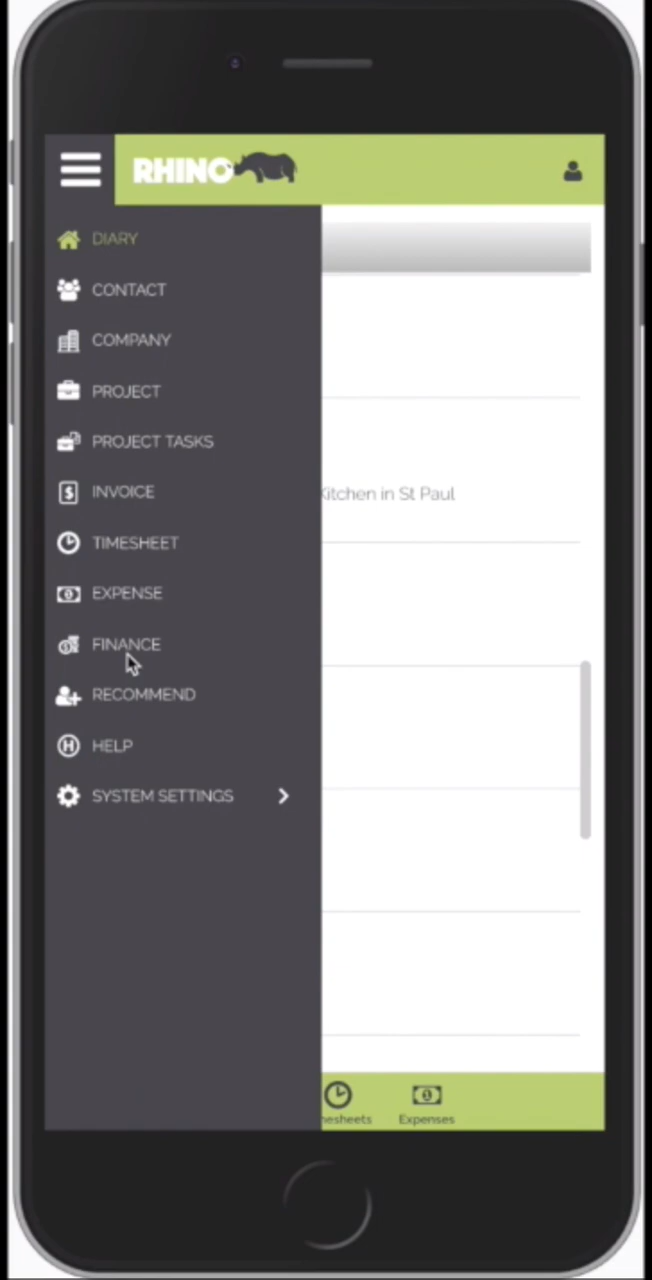 RHINO
DIARY
CONTACT
COMPANY
PROJECT
PROJECT TASKS
Kitchen in St Paul
INVOICE
TIMESHEET
EXPENSE
FINANCE
RECOMMEND
HELP
SYSTEM SETTINGS
mesheets
Expenses